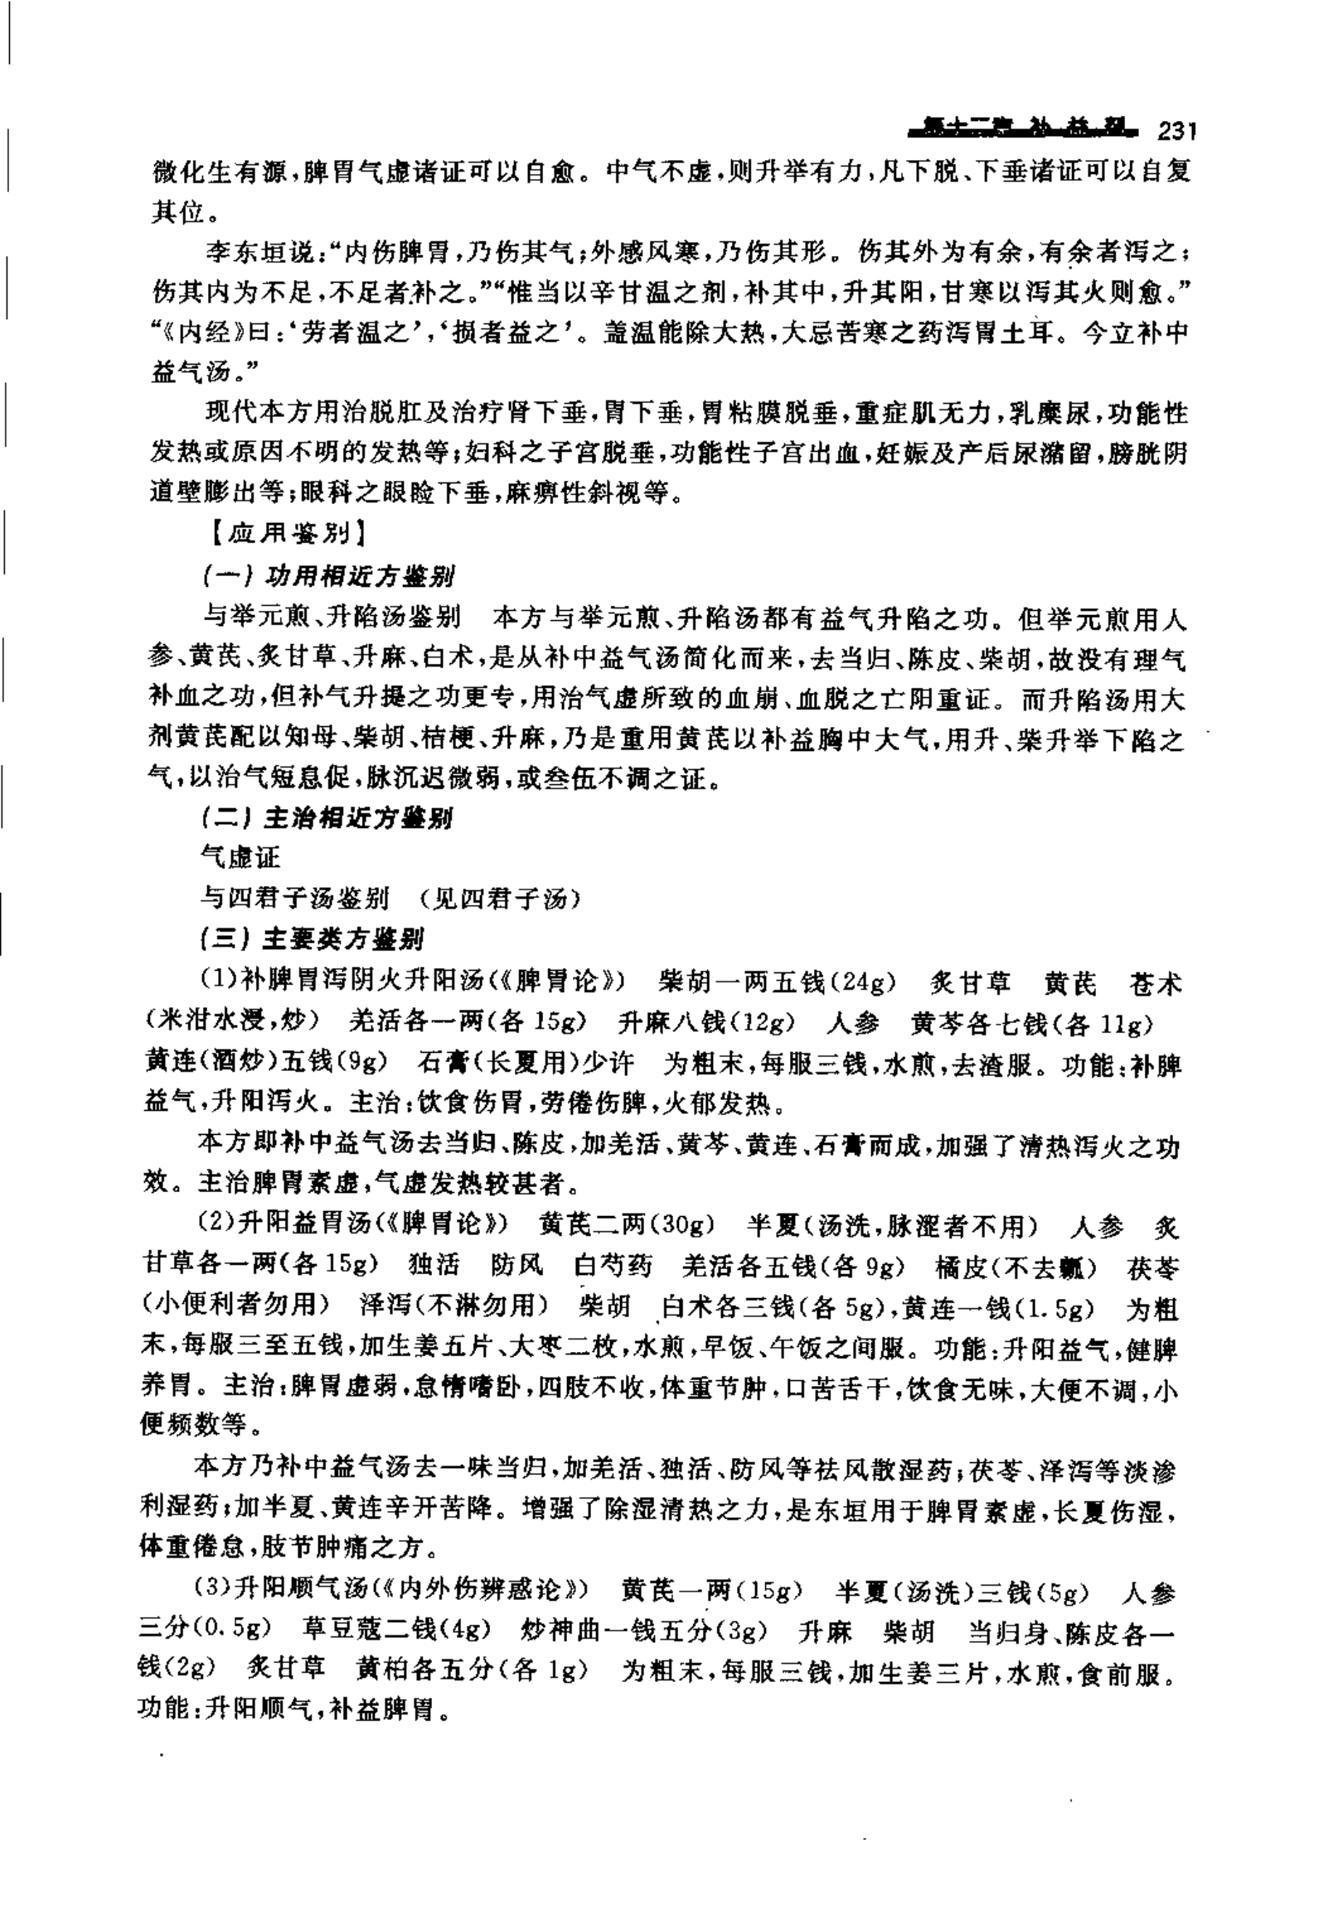 第十二章 补益剂 231
微化生有源,脾胃气虚诸证可以自愈。中气不虚,则升举有力,凡下脱、下垂诸证可以自复
其位。
李东垣说:“内伤脾胃,乃伤其气;外感风寒,乃伤其形。伤其外为有余,有余者泻之;
伤其内为不足,不足者补之。”“惟当以辛甘温之剂,补其中,升其阳,甘寒以泻其火则愈。”
“《内经》曰:‘劳者温之’,‘损者益之’。盖温能除大热,大忌苦寒之药泻胃土耳。今立补中
益气汤。”
现代本方用治脱肛及治疗肾下垂,胃下垂,胃粘膜脱垂,重症肌无力,乳糜尿,功能性
发热或原因不明的发热等;妇科之子宫脱垂,功能性子宫出血,妊娠及产后尿潴留,膀胱阴
道壁膨出等;眼科之眼睑下垂,麻痹性斜视等。
【应用鉴别】
(一)功用相近方鉴别
与举元煎、升陷汤鉴别 本方与举元煎、升陷汤都有益气升陷之功。但举元煎用人
参、黄芪、炙甘草、升麻、白术,是从补中益气汤简化而来,去当归、陈皮、柴胡,故没有理气
补血之功,但补气升提之功更专,用治气虚所致的血崩、血脱之亡阳重证。而升陷汤用大
剂黄芪配以知母、柴胡、桔梗、升麻,乃是重用黄芪以补益胸中大气,用升、柴升举下陷之
气,以治气短息促,脉沉迟微弱,或叁伍不调之证。
(二)主治相近方鉴别
气虚证
与四君子汤鉴别 (见四君子汤)
(三)主要类方鉴别
(1)补脾胃泻阴火升阳汤(《脾胃论》) 柴胡一两五钱(24g) 炙甘草 黄芪 苍术
(米泔水浸,炒) 羌活各一两(各 15g) 升麻八钱(12g) 人参 黄芩各七钱(各 11g)
黄连(酒炒)五钱(9g) 石膏(长夏用)少许 为粗末,每服三钱,水煎,去渣服。功能:补脾
益气,升阳泻火。主治:饮食伤胃,劳倦伤脾,火郁发热。
本方即补中益气汤去当归、陈皮,加羌活、黄芩、黄连、石膏而成,加强了清热泻火之功
效。主治脾胃素虚,气虚发热较甚者。
(2)升阳益胃汤(《脾胃论》) 黄芪二两(30g) 半夏(汤洗,脉涩者不用) 人参 炙
甘草各一两(各 15g) 独活 防风 白芍药 羌活各五钱(各 9g) 橘皮(不去瓤) 茯苓
(小便利者勿用) 泽泻(不淋勿用) 柴胡 白术各三钱(各 5g),黄连一钱(1.5g) 为粗
末,每服三至五钱,加生姜五片、大枣二枚,水煎,早饭、午饭之间服。功能:升阳益气,健脾
养胃。主治:脾胃虚弱,怠惰嗜卧,四肢不收,体重节肿,口苦舌干,饮食无味,大便不调,小
便频数等。
本方乃补中益气汤去一味当归,加羌活、独活、防风等祛风散湿药;茯苓、泽泻等淡渗
利湿药;加半夏、黄连辛开苦降。增强了除湿清热之力,是东垣用于脾胃素虚,长夏伤湿,
体重倦怠,肢节肿痛之方。
(3)升阳顺气汤(《内外伤辨惑论》) 黄芪一两(15g) 半夏(汤洗)三钱(5g) 人参
三分(0.5g) 草豆蔻二钱(4g) 炒神曲一钱五分(3g) 升麻 柴胡 当归身、陈皮各一
钱(2g) 炙甘草 黄柏各五分(各 1g) 为粗末,每服三钱,加生姜三片,水煎,食前服。
功能:升阳顺气,补益脾胃。